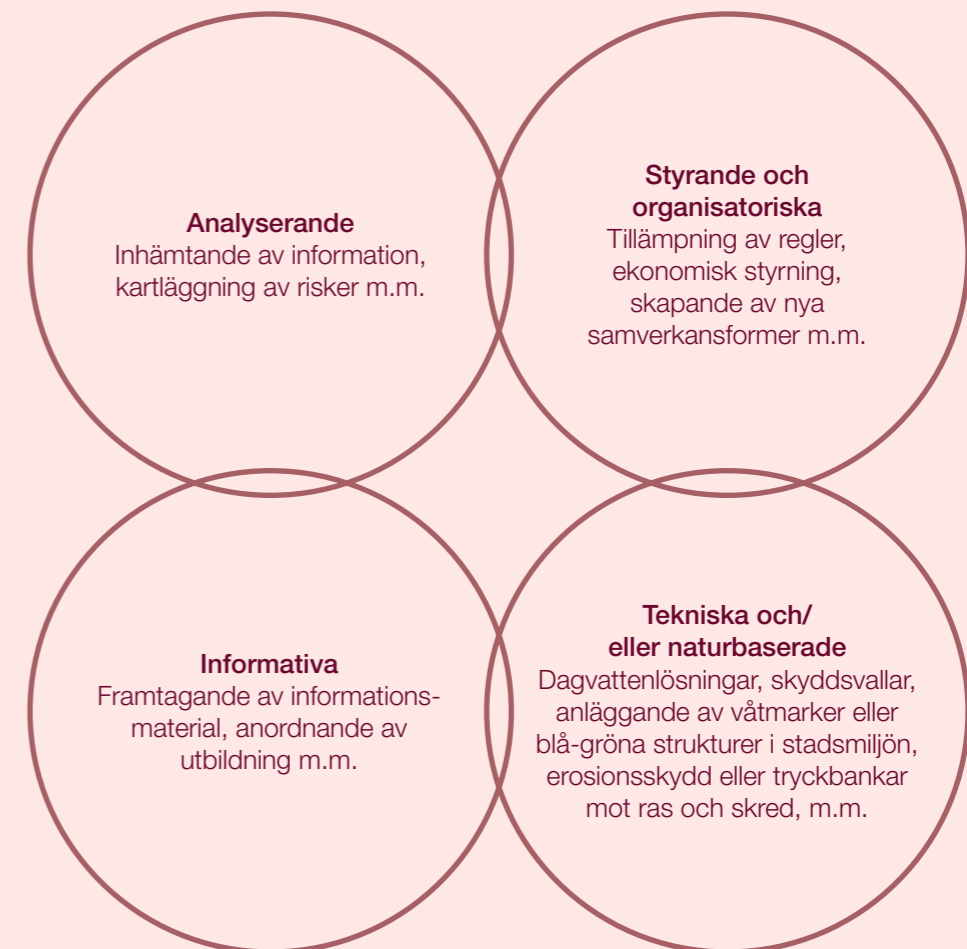 Analyserande
Inhämtande av information,
kartläggning av risker m.m.
Styrande och
organisatoriska
Tillämpning av regler,
ekonomisk styrning,
skapande av nya
samverkansformer m.m.
Informativa
Framtagande av informations-
material, anordnande av
utbildning m.m.
Tekniska och/
eller naturbaserade
Dagvattenlösningar, skyddsvallar,
anläggande av våtmarker eller
blå-gröna strukturer i stadsmiljön,
erosionsskydd eller tryckbankar
mot ras och skred, m.m.